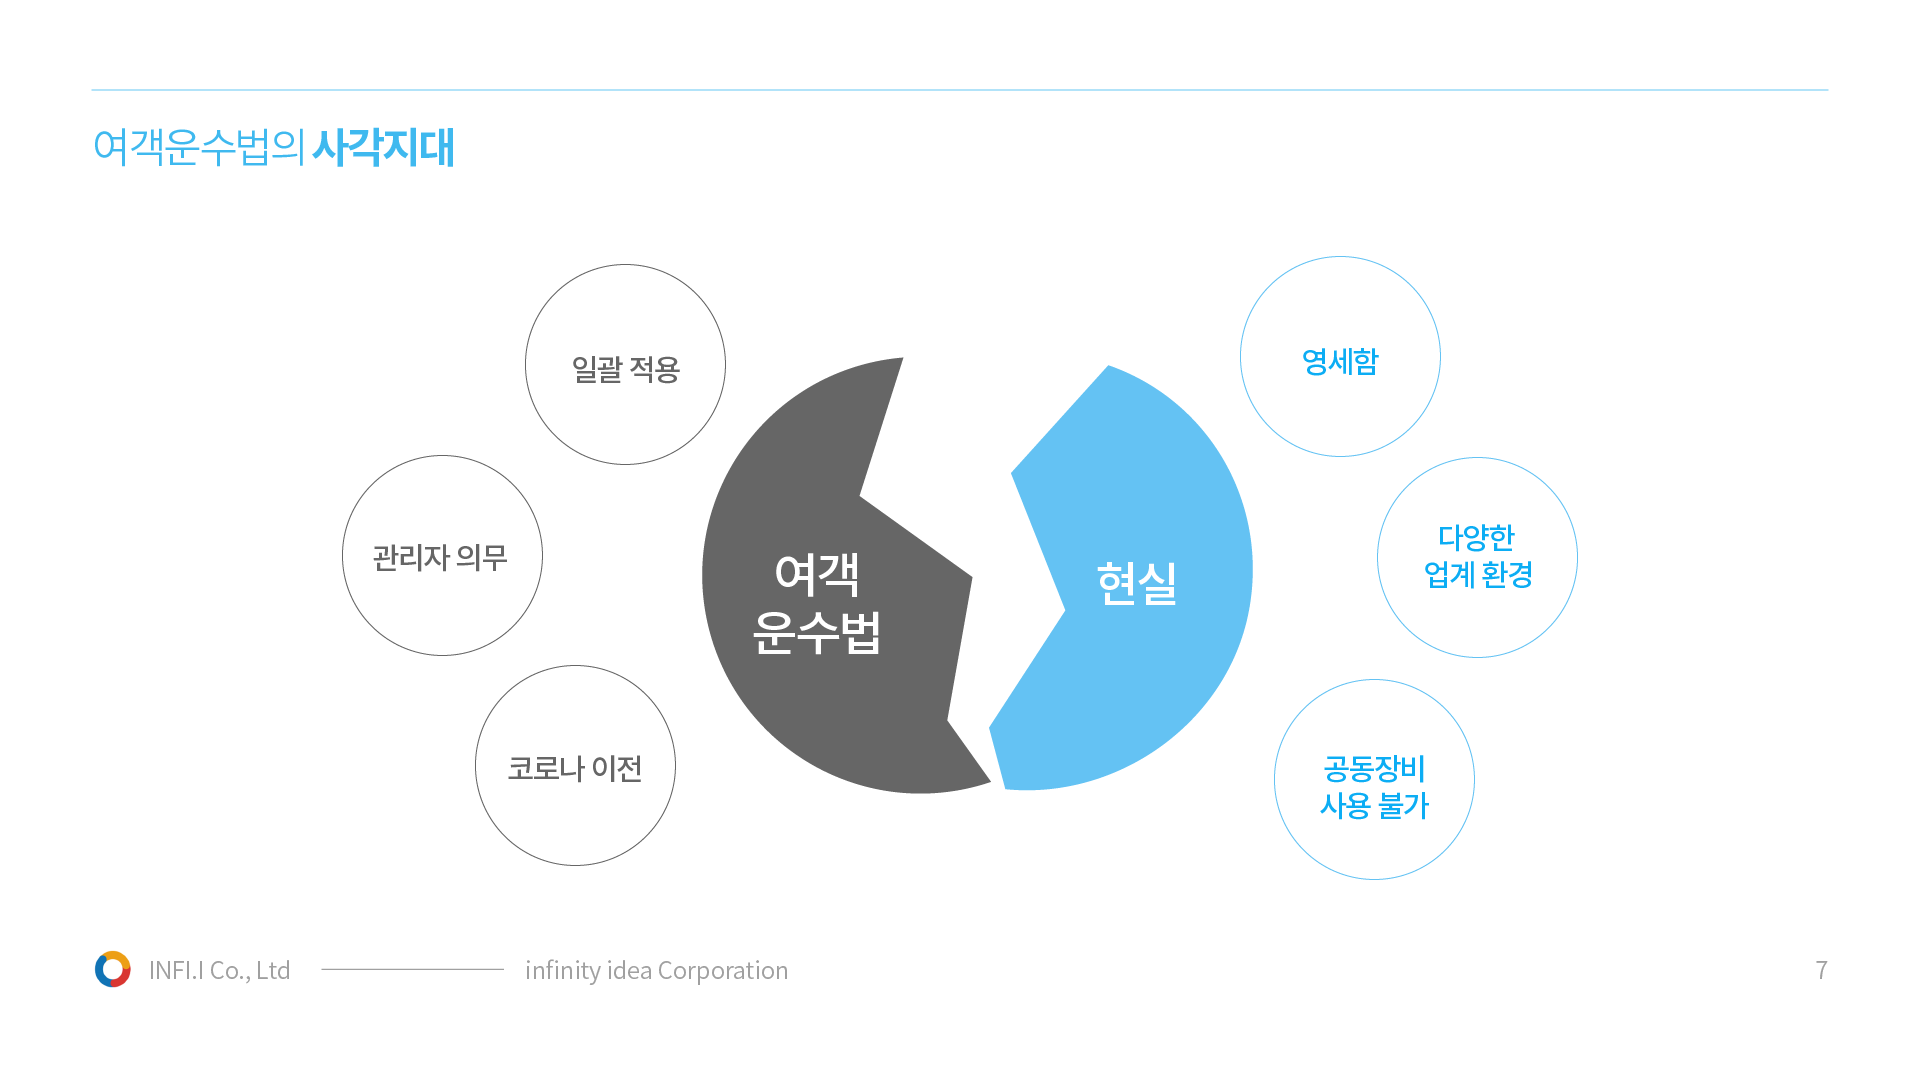 여객운수법의 사각지대
일괄 적용
관리자 의무
코로나 이전
여객
운수법
현실
영세함
다양한
업계 환경
공동장비
사용 불가
INFI.I Co., Ltd
infinity idea Corporation
7